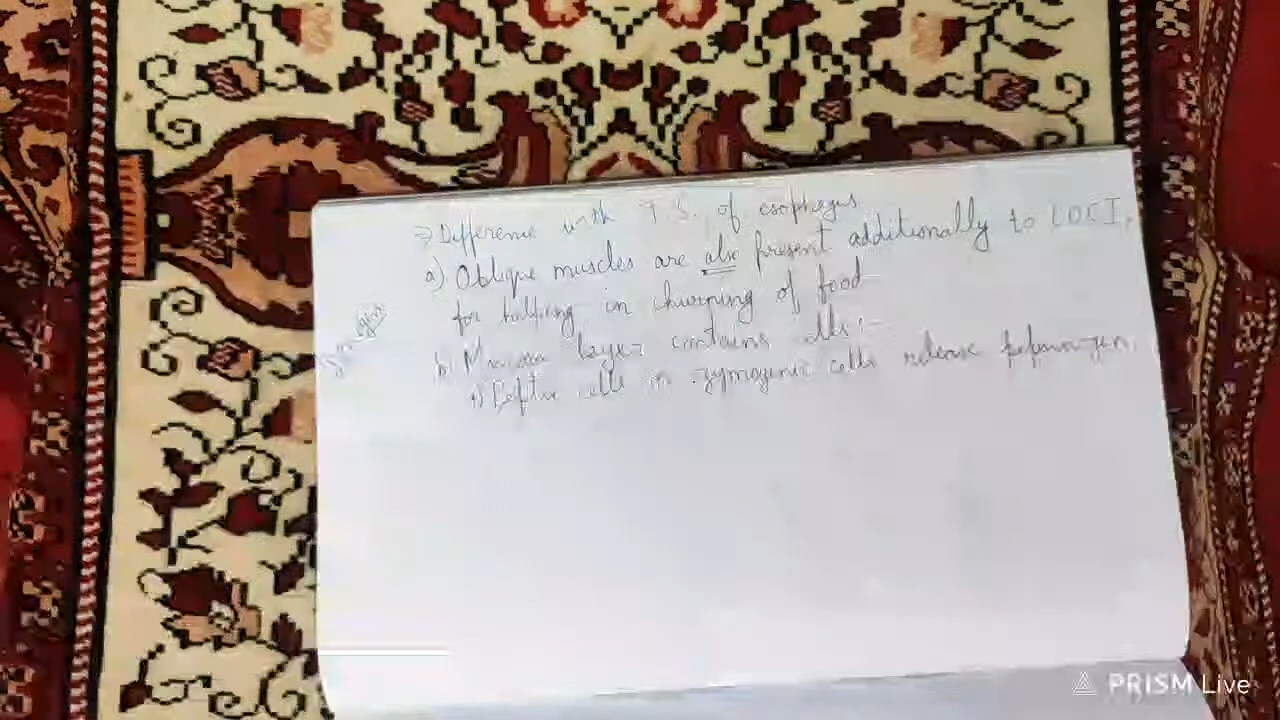 ⇒ Difference with T.S. of esophagus
a) Oblique muscles are also present additionally to LOCI,
for helping in churning of food
b) Mucosa layer contains cells :-
i) Peptic cells in zymogenic cells release pepsinogen.
PRISM Live